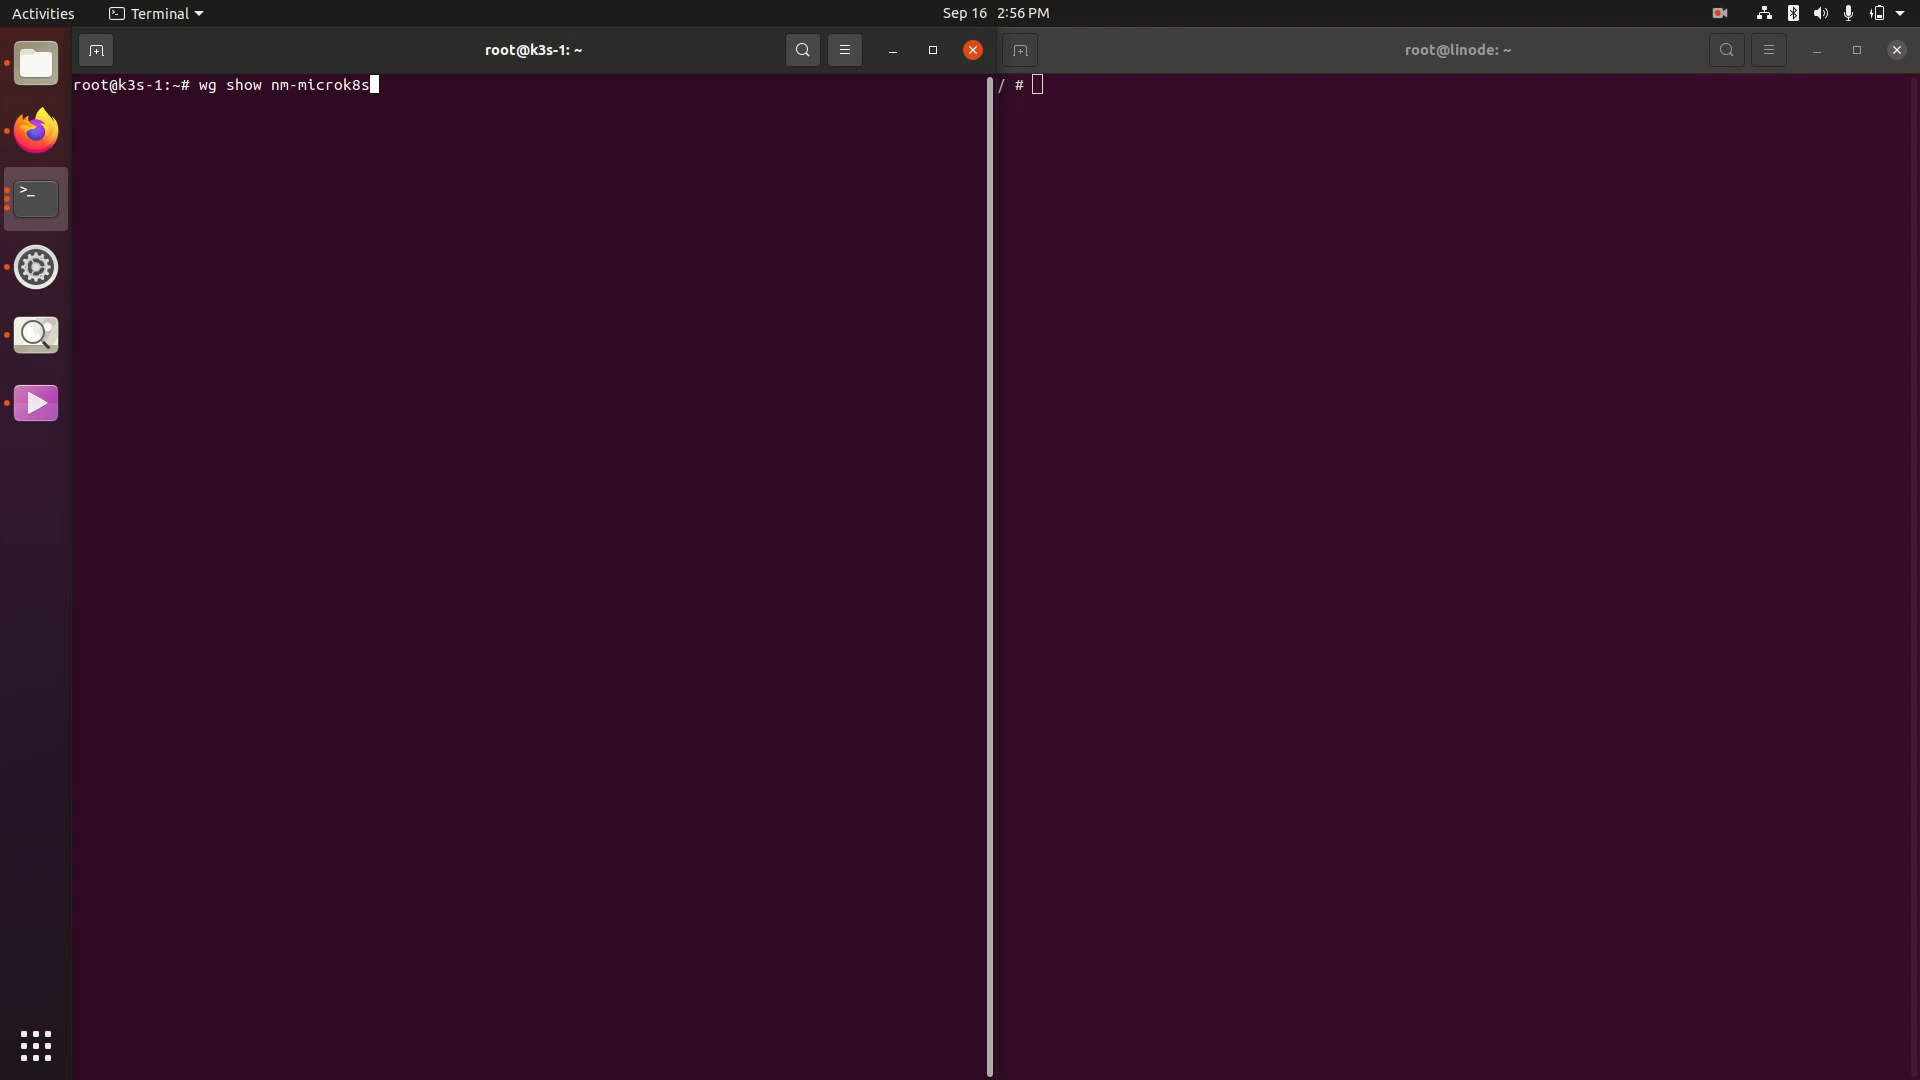 Activities
Terminal
Sep 16 2:56 PM
root@k3s-1: ~
root@linode: ~
root@k3s-1:~# wg show nm-microk8s
/ #
>_